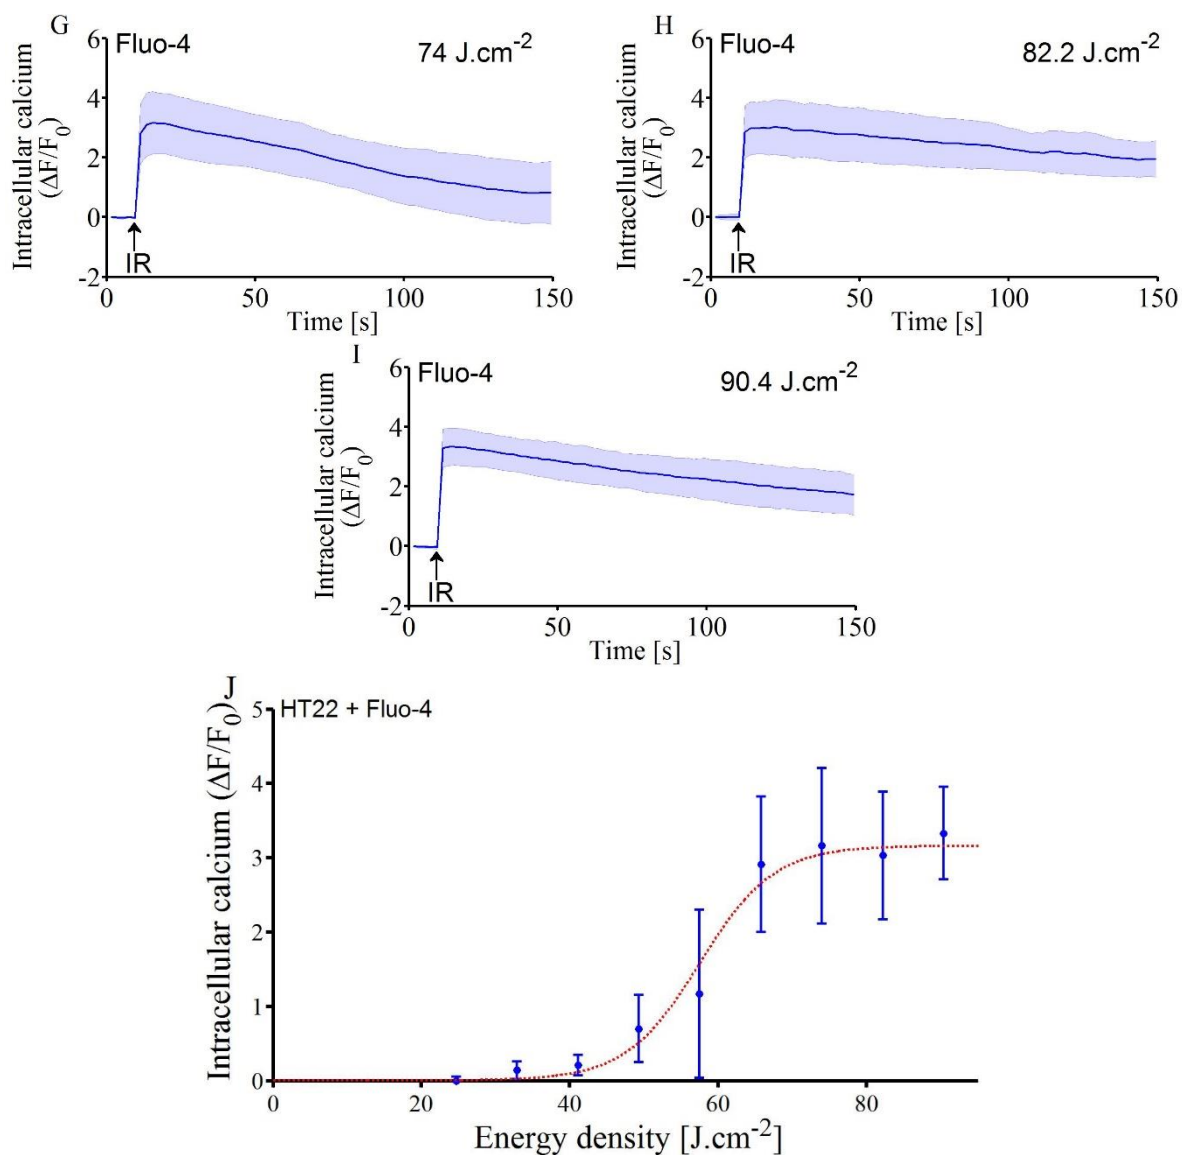 G
Fluo-4
74 J.cm-2
Intracellular calcium
(ΔF/F0)
6
4
2
0
-2
IR
0 50 100 150
Time [s]
H
Fluo-4
82.2 J.cm-2
Intracellular calcium
(ΔF/F0)
6
4
2
0
-2
IR
0 50 100 150
Time [s]
I
Fluo-4
90.4 J.cm-2
Intracellular calcium
(ΔF/F0)
6
4
2
0
-2
IR
0 50 100 150
Time [s]
J
HT22 + Fluo-4
Intracellular calcium (ΔF/F0)
5
4
3
2
1
0
0 20 40 60 80
Energy density [J.cm-2]